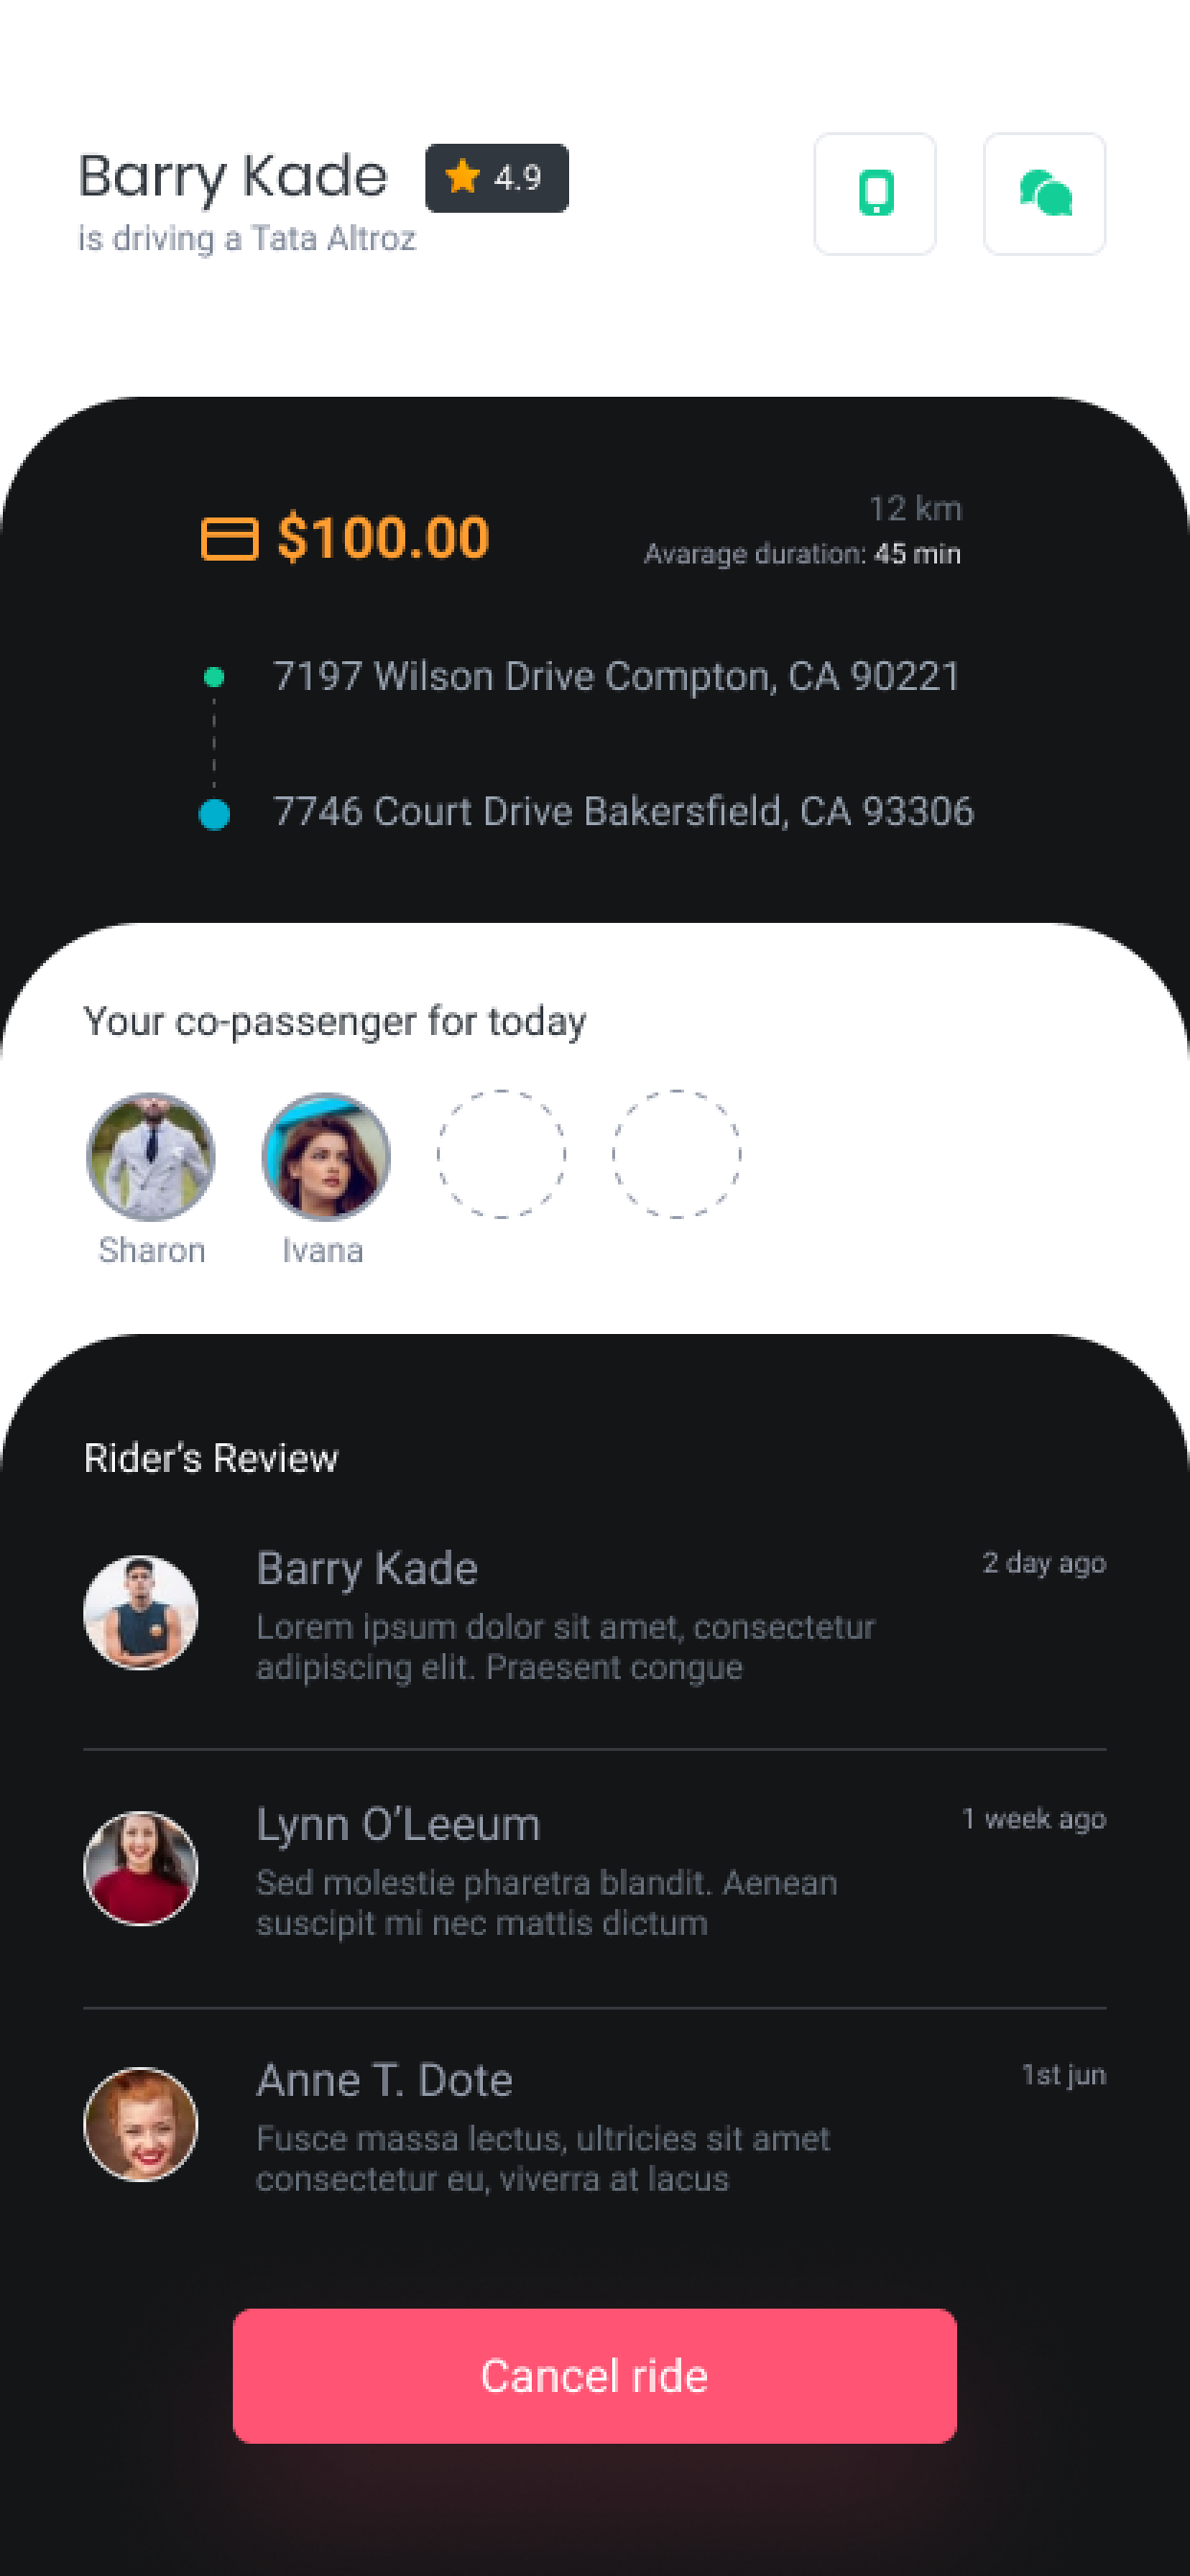 Barry Kade
4.9
is driving a Tata Altroz
$100.00
12 km
Avarage duration: 45 min
7197 Wilson Drive Compton, CA 90221
7746 Court Drive Bakersfield, CA 93306
Your co-passenger for today
Sharon
Ivana
Rider's Review
Barry Kade
2 day ago
Lorem ipsum dolor sit amet, consectetur
adipiscing elit. Praesent congue
Lynn O'Leeum
1 week ago
Sed molestie pharetra blandit. Aenean
suscipit mi nec mattis dictum
Anne T. Dote
1st jun
Fusce massa lectus, ultricies sit amet
consectetur eu, viverra at lacus
Cancel ride